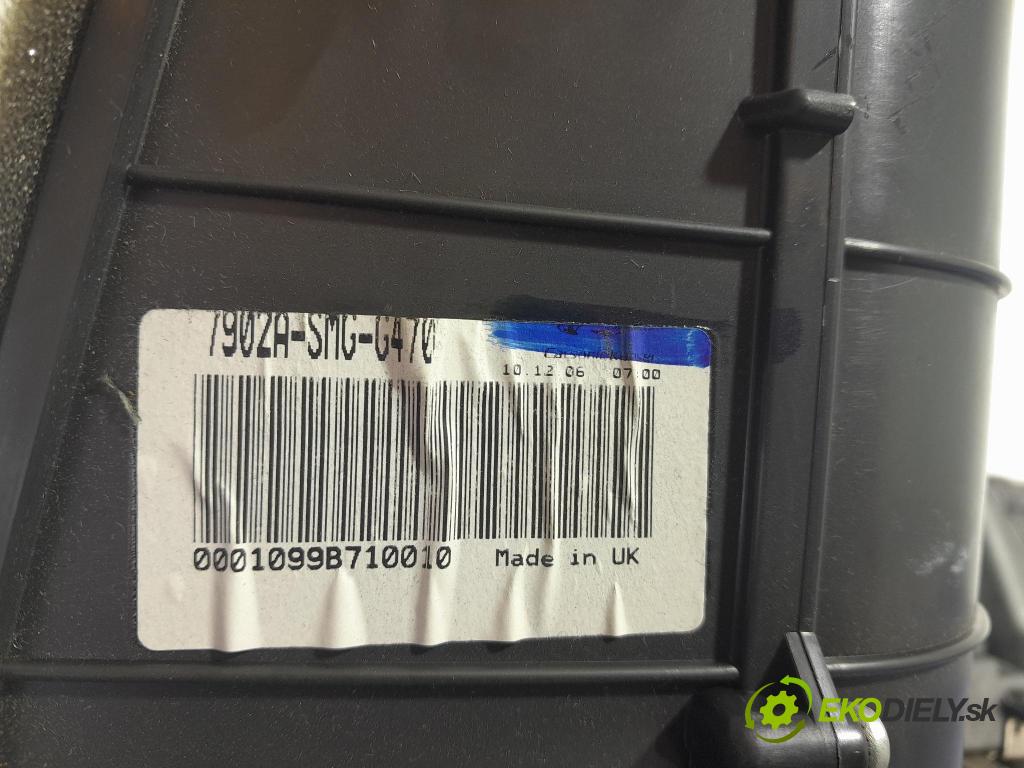 7902A-SMG-G470
10.12.06 07:00
0001099B710010 Made in UK
EKODIELY.sk